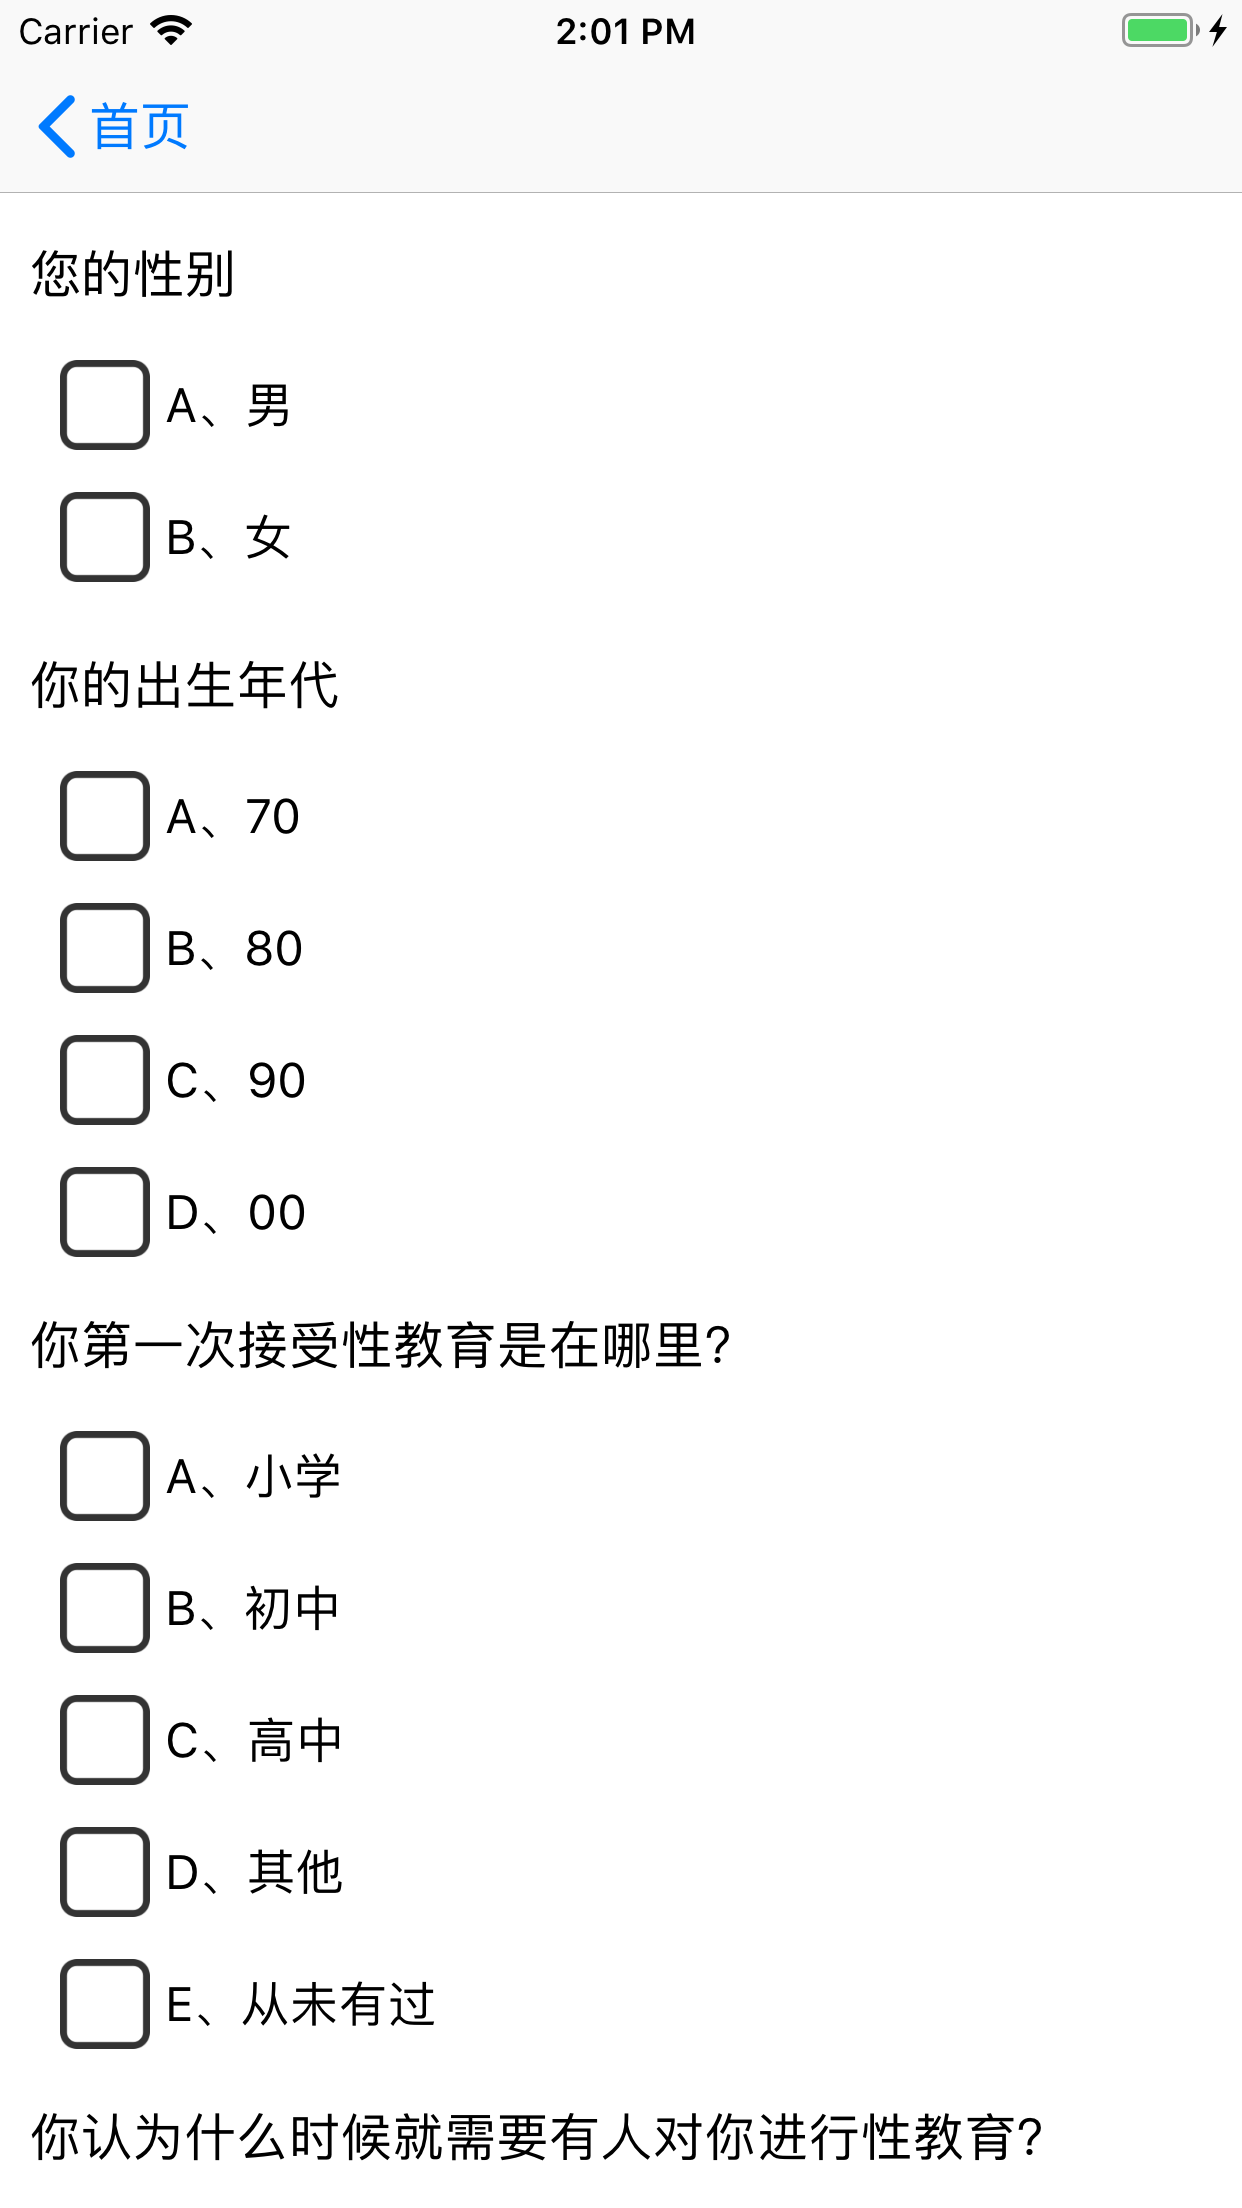 Carrier 2:01 PM
首页
您的性别
A、男
B、女
你的出生年代
A、70
B、80
C、90
D、00
你第一次接受性教育是在哪里?
A、小学
B、初中
C、高中
D、其他
E、从未有过
你认为什么时候就需要有人对你进行性教育?